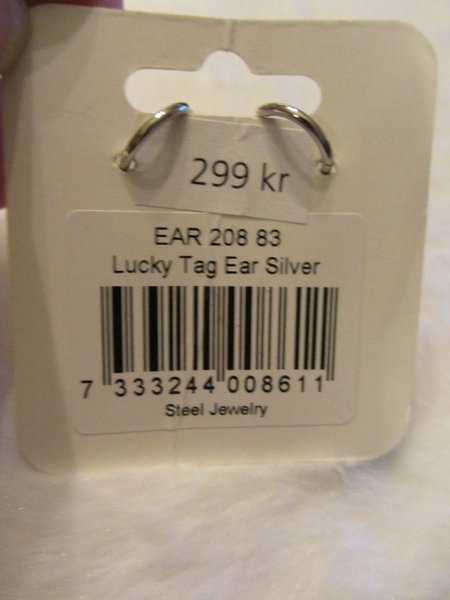 299 kr
EAR 208 83
Lucky Tag Ear Silver
7 333244 008611
Steel Jewelry